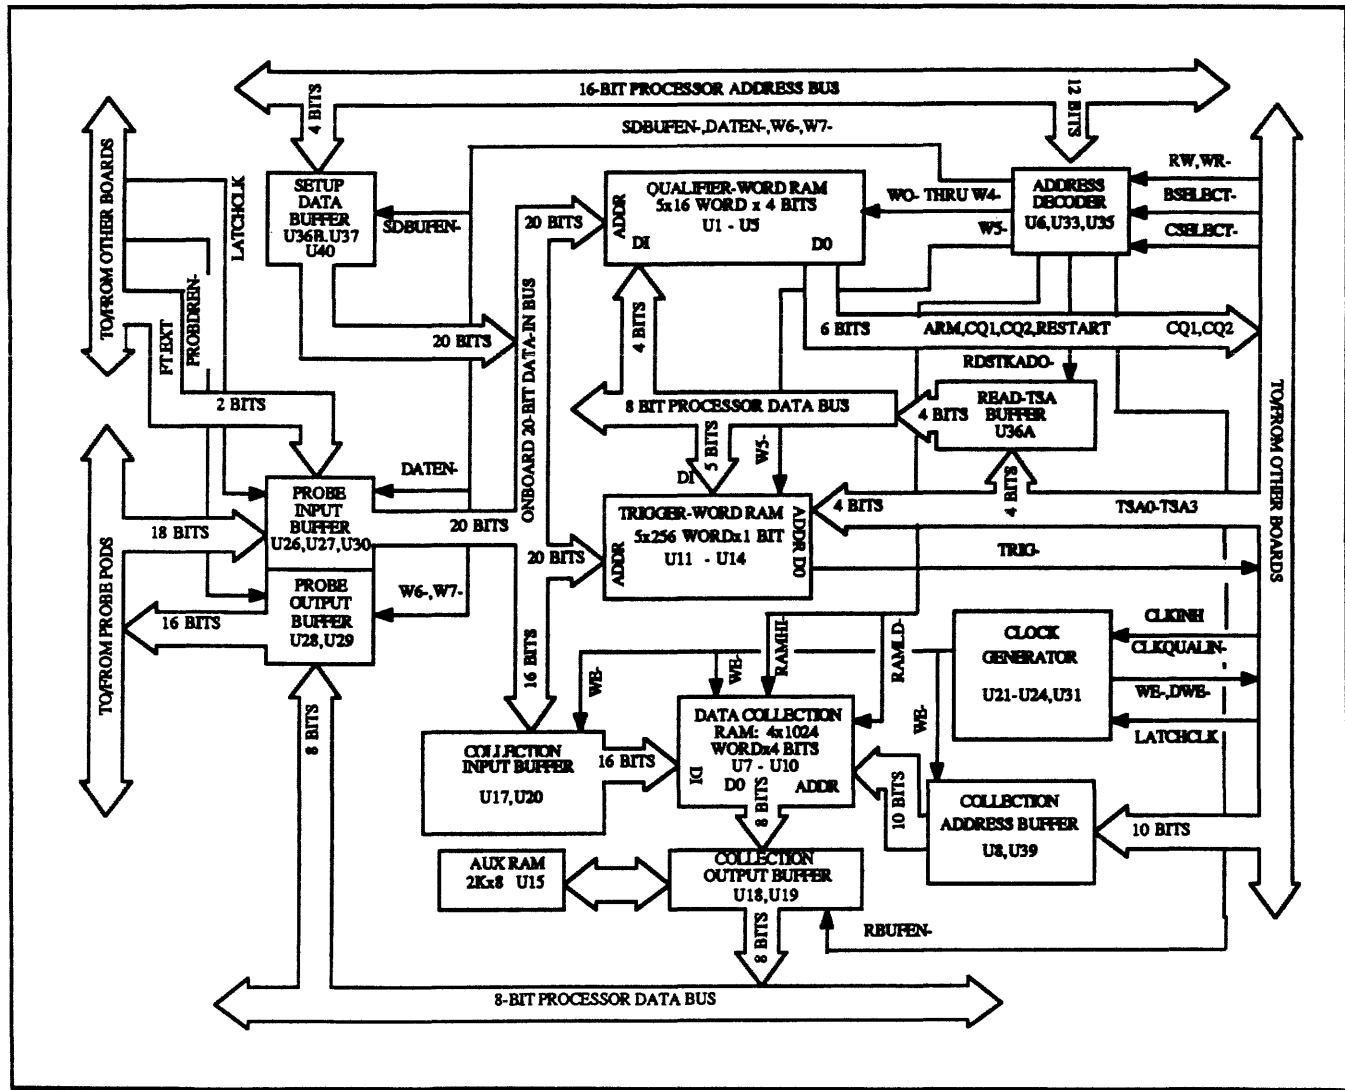 16-BIT PROCESSOR ADDRESS BUS
4 BITS
12 BITS
SDBUFEN-,DATEN-,W6-,W7-
TO/FROM OTHER BOARDS
LATCHCLK
SETUP
DATA
BUFFER
U36B,U37
U40
SDBUFEN-
20 BITS
ADDR
QUALIFIER-WORD RAM
5x16 WORD x 4 BITS
U1 - U5
DI
D0
WO- THRU W4-
W5-
ADDRESS
DECODER
U6,U33,U35
RW,WR-
BSELECT-
CSELECT-
FT.EXT
PROBDREN-
20 BITS
ONBOARD 20-BIT DATA-IN BUS
4 BITS
6 BITS
ARM,CQ1,CQ2,RESTART
CQ1,CQ2
RDSTKADO-
2 BITS
8 BIT PROCESSOR DATA BUS
4 BITS
READ-TSA
BUFFER
U36A
TO/FROM OTHER BOARDS
5 BITS
W5-
DI
4 BITS
DATEN-
PROBE
INPUT
BUFFER
U26,U27,U30
18 BITS
20 BITS
20 BITS
ADDR
TRIGGER-WORD RAM
5x256 WORDx1 BIT
U11 - U14
ADDR
D0
4 BITS
TSA0-TSA3
TRIG-
TO/FROM PROBE PODS
PROBE
OUTPUT
BUFFER
U28,U29
W6-,W7-
16 BITS
16 BITS
WE-
WE-
RAMHI-
RAMLD-
CLOCK
GENERATOR
U21-U24,U31
CLKINH
CLKQUALIN-
WE-,DWE-
LATCHCLK
8 BITS
COLLECTION
INPUT BUFFER
U17,U20
16 BITS
DATA COLLECTION
RAM: 4x1024
WORDx4 BITS
U7 - U10
DI
D0
ADDR
WE-
10 BITS
COLLECTION
ADDRESS BUFFER
U8,U39
10 BITS
8 BITS
AUX RAM
2Kx8 U15
COLLECTION
OUTPUT BUFFER
U18,U19
8 BITS
RBUFEN-
8-BIT PROCESSOR DATA BUS